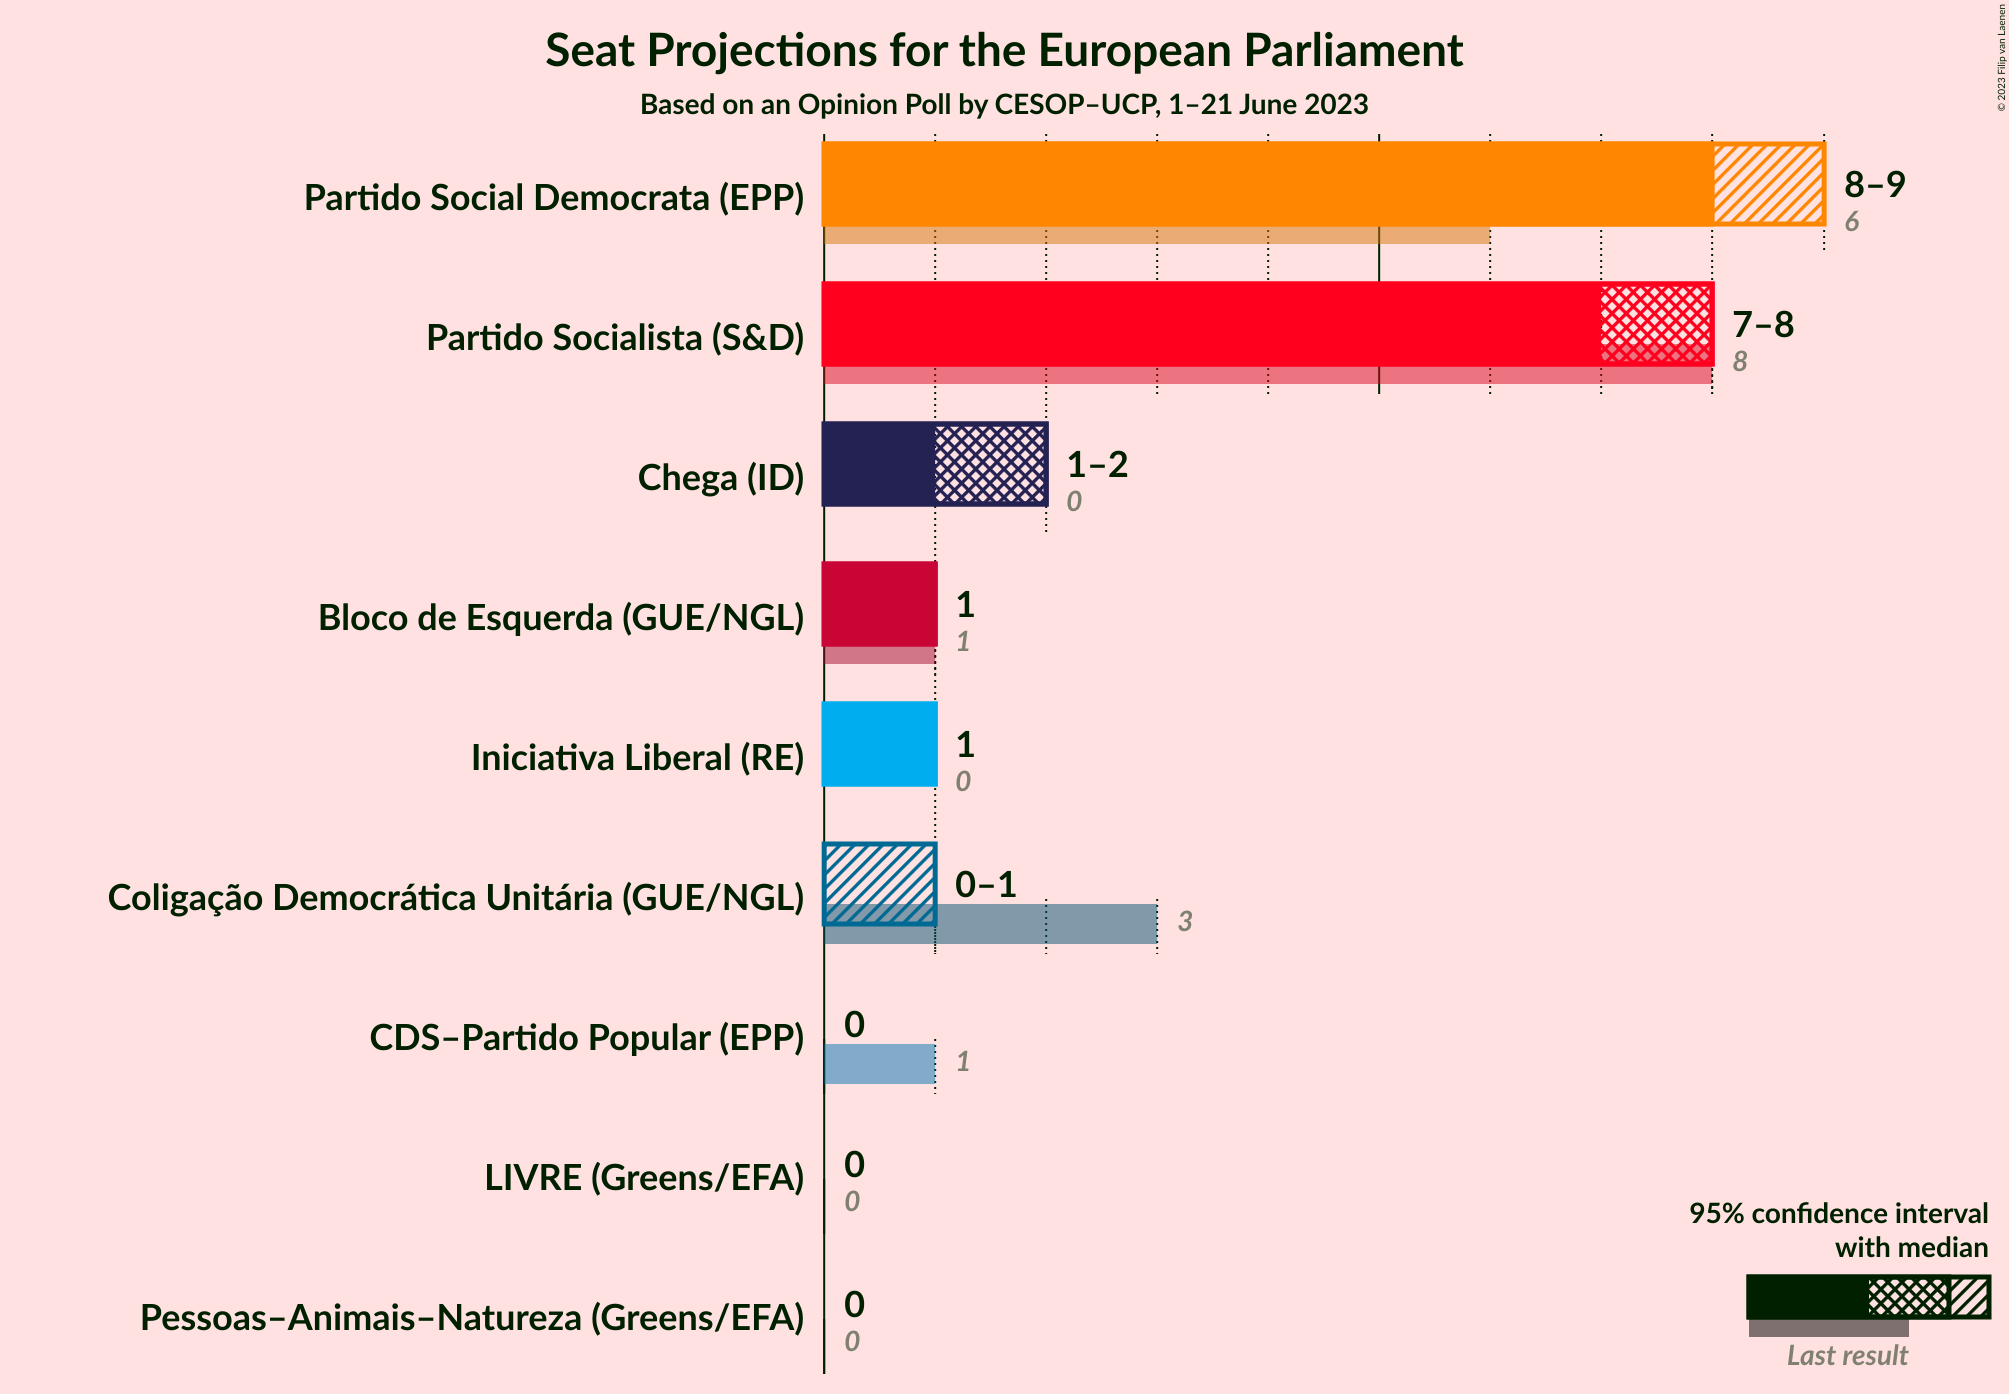 Seat Projections for the European Parliament
Based on an Opinion Poll by CESOP–UCP, 1–21 June 2023
© 2023 Filip van Laenen
Partido Social Democrata (EPP)
8–9
6
Partido Socialista (S&D)
7–8
8
Chega (ID)
1–2
0
Bloco de Esquerda (GUE/NGL)
1
1
Iniciativa Liberal (RE)
1
0
Coligação Democrática Unitária (GUE/NGL)
0–1
3
CDS–Partido Popular (EPP)
0
1
LIVRE (Greens/EFA)
0
0
Pessoas–Animais–Natureza (Greens/EFA)
0
0
95% confidence interval
with median
Last result